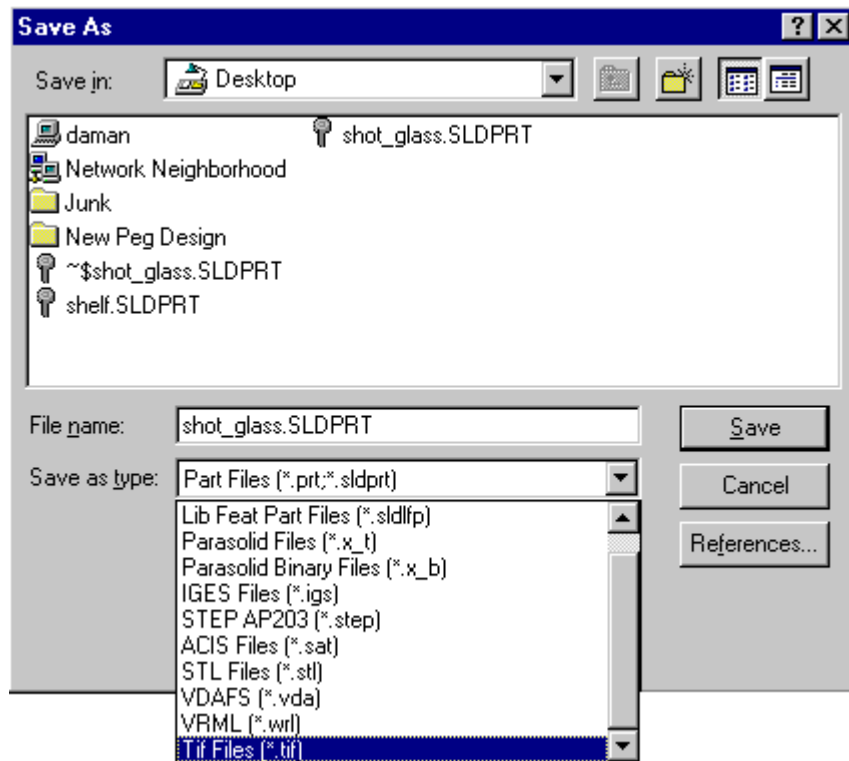 Save As
Save in: Desktop
daman
Network Neighborhood
Junk
New Peg Design
~$shot_glass.SLDPRT
shelf.SLDPRT
shot_glass.SLDPRT
File name: shot_glass.SLDPRT Save
Save as type: Part Files (*.prt;*.sldprt) Cancel
Lib Feat Part Files (*.sldlfp)
Parasolid Files (*.x_t) References...
Parasolid Binary Files (*.x_b)
IGES Files (*.igs)
STEP AP203 (*.step)
ACIS Files (*.sat)
STL Files (*.stl)
VDAFS (*.vda)
VRML (*.wrl)
Tif Files (*.tif)